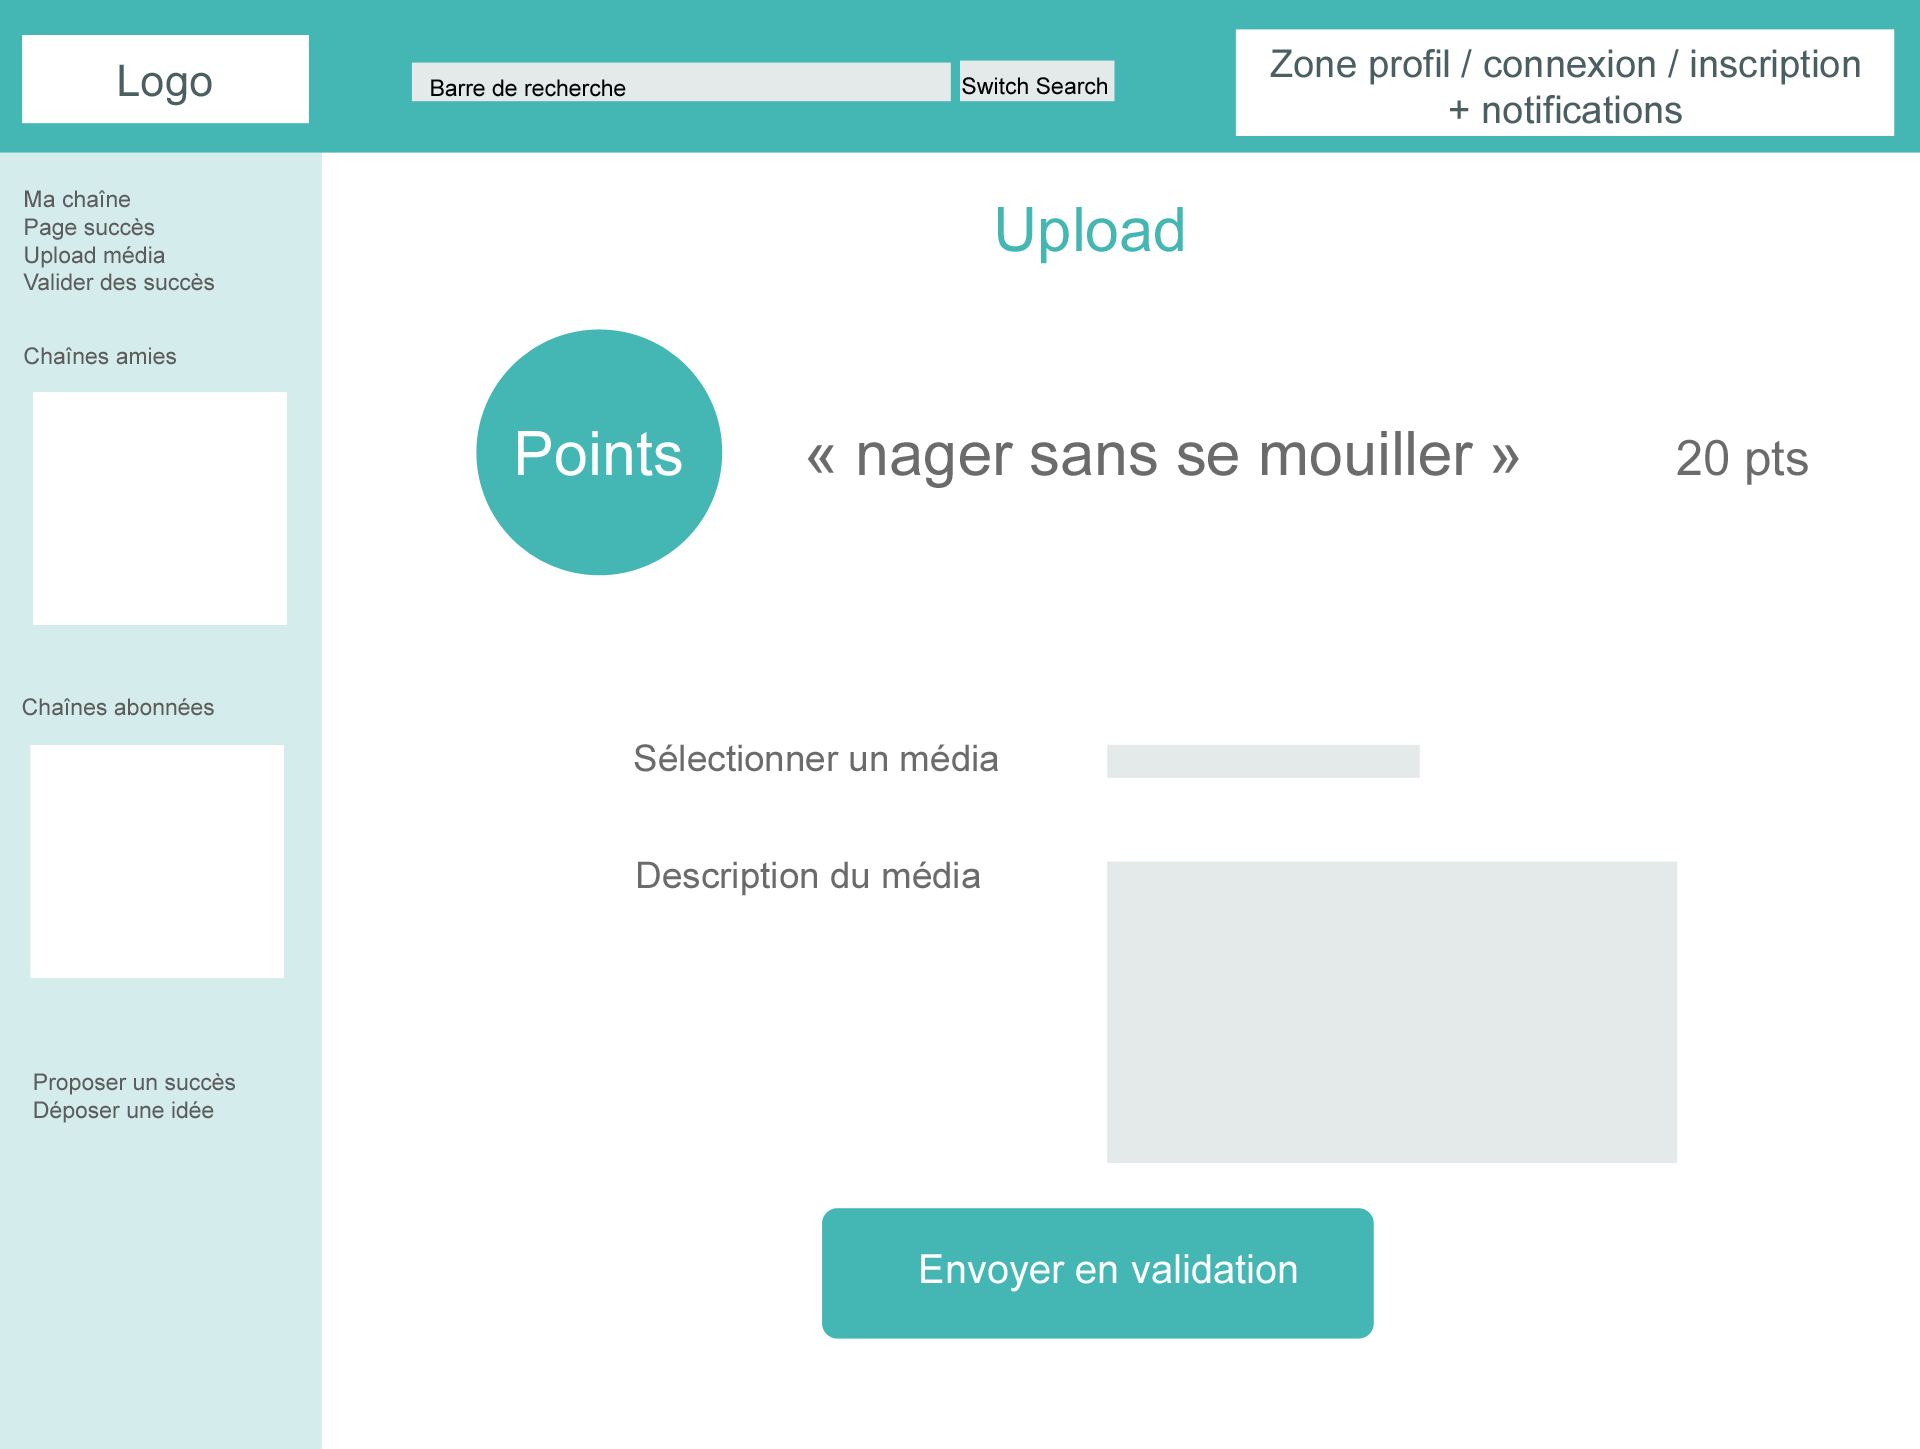 Logo
Barre de recherche
Switch Search
Zone profil / connexion / inscription
+ notifications
Ma chaîne
Page succès
Upload média
Valider des succès
Chaînes amies
Chaînes abonnées
Proposer un succès
Déposer une idée
Upload
Points
« nager sans se mouiller »
20 pts
Sélectionner un média
Description du média
Envoyer en validation